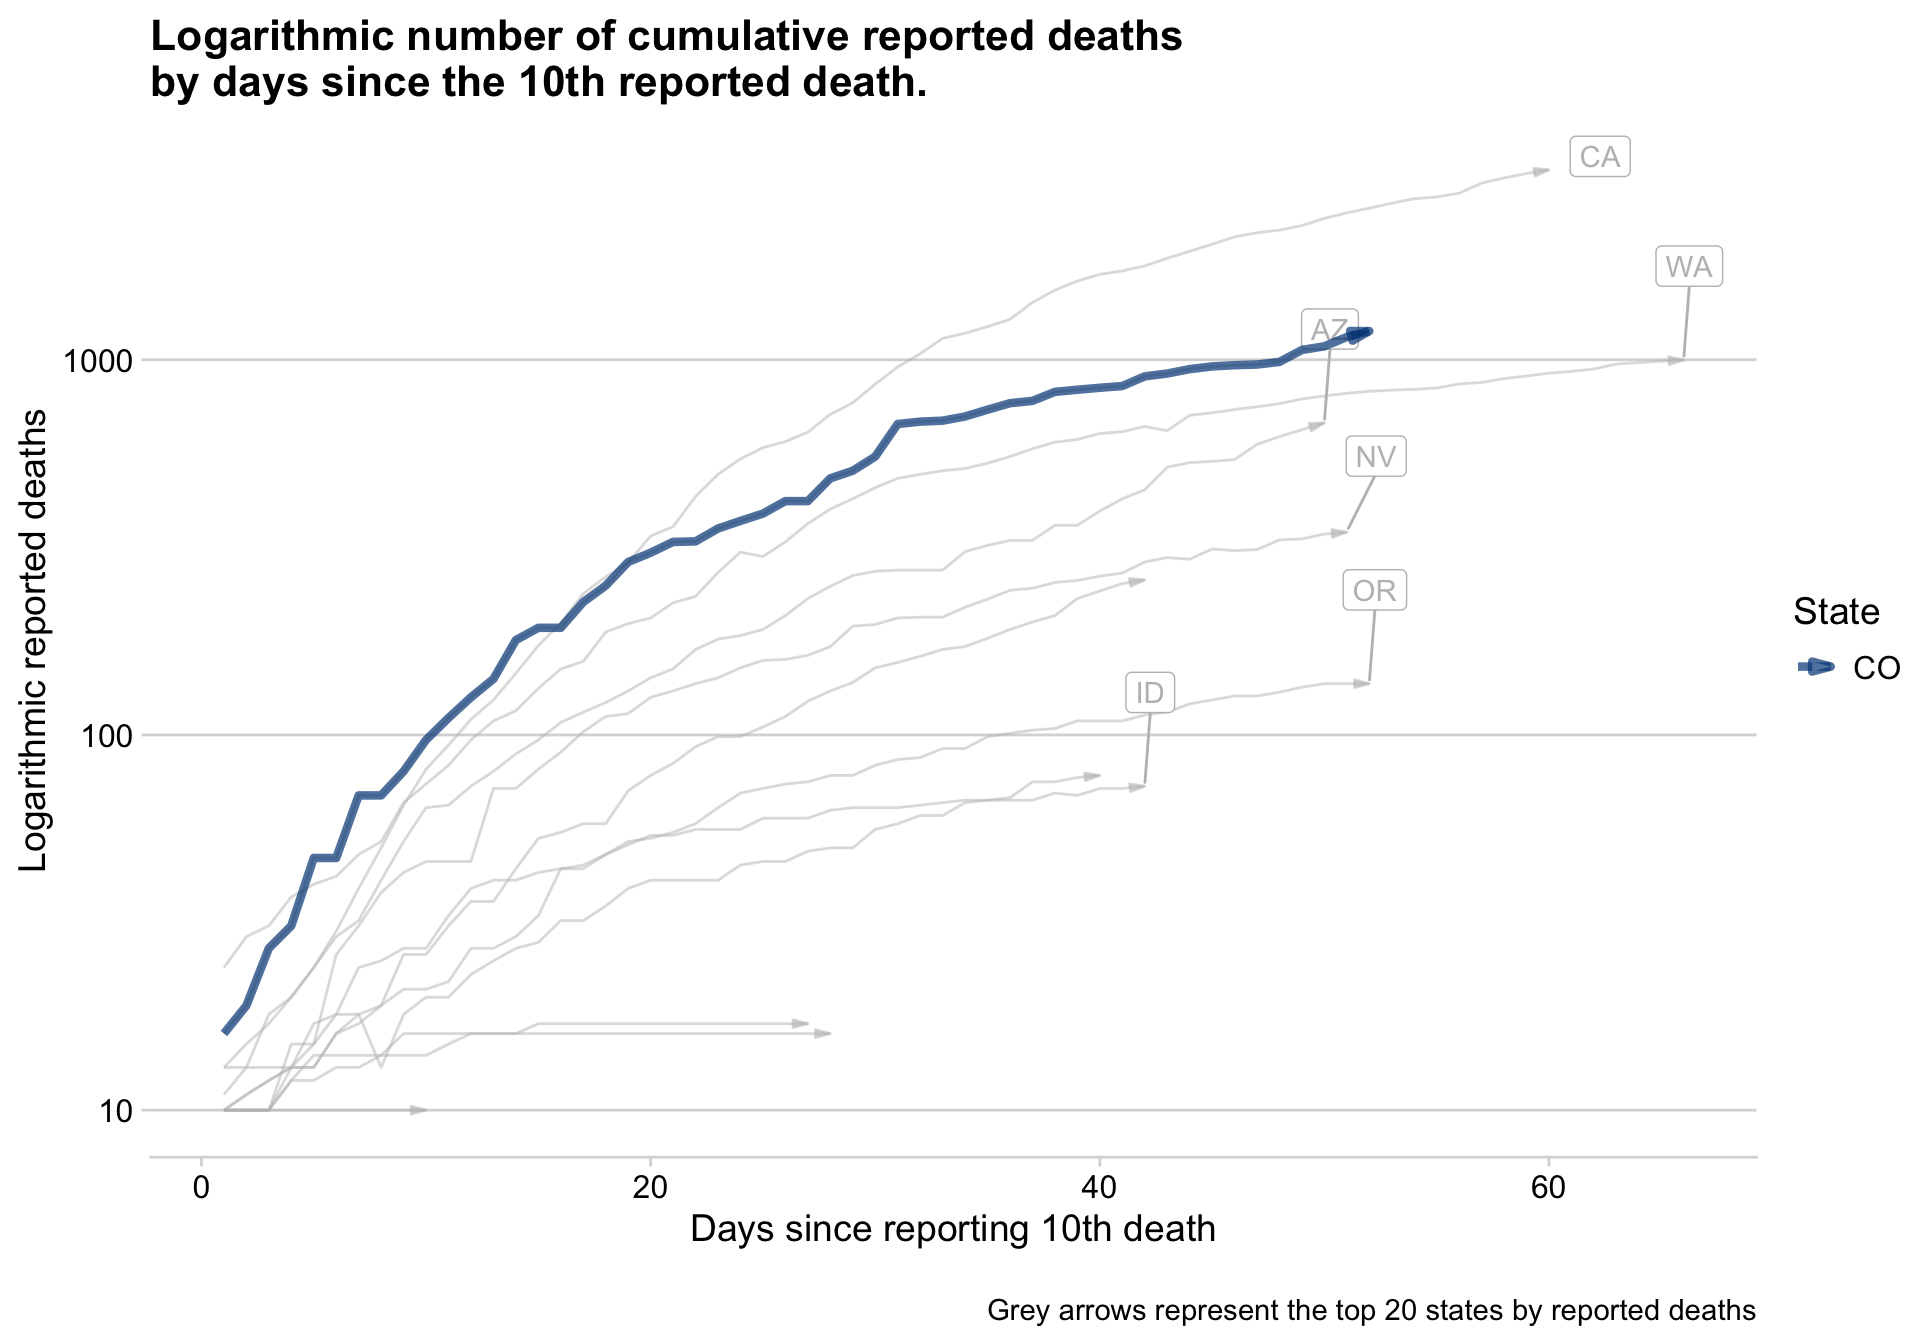 Logarithmic number of cumulative reported deaths
by days since the 10th reported death.
CA
WA
AZ
NV
OR
ID
1000
100
10
Logarithmic reported deaths
0
20
40
60
Days since reporting 10th death
State
CO
Grey arrows represent the top 20 states by reported deaths